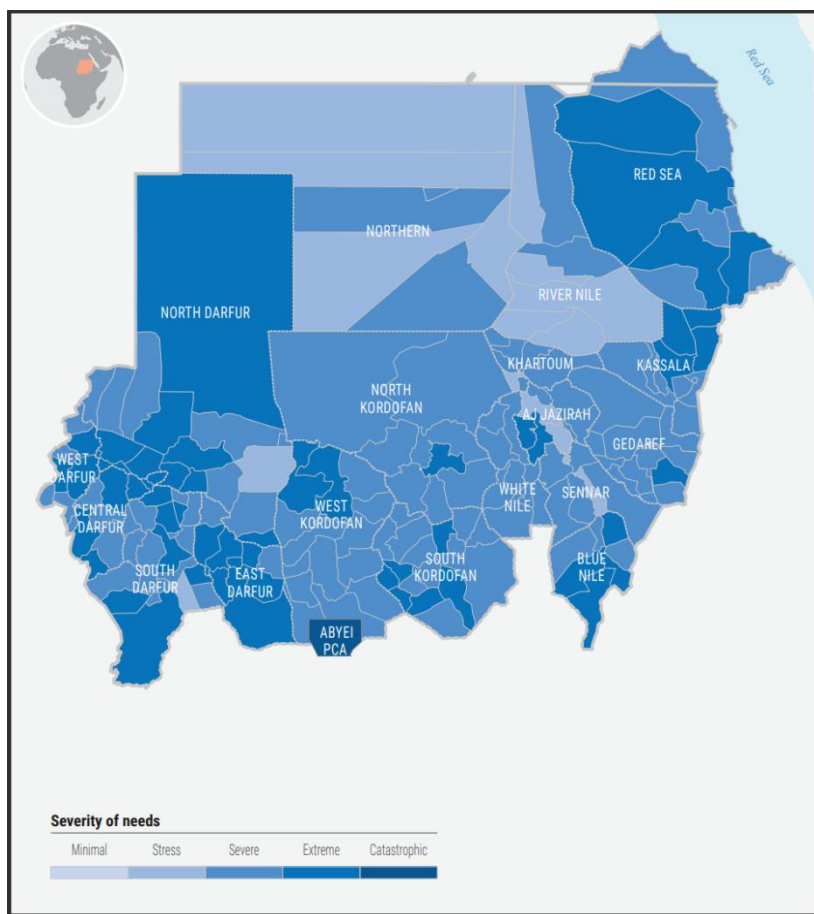 Red Sea
RED SEA
NORTHERN
RIVER NILE
NORTH DARFUR
KHARTOUM
KASSALA
NORTH
KORDOFAN
AJ JAZIRAH
GEDAREF
WEST
DARFUR
WEST
KORDOFAN
WHITE
NILE
SENNAR
CENTRAL
DARFUR
SOUTH
DARFUR
EAST
DARFUR
SOUTH
KORDOFAN
BLUE
NILE
ABYEI
PCA
Severity of needs
Minimal Stress Severe Extreme Catastrophic